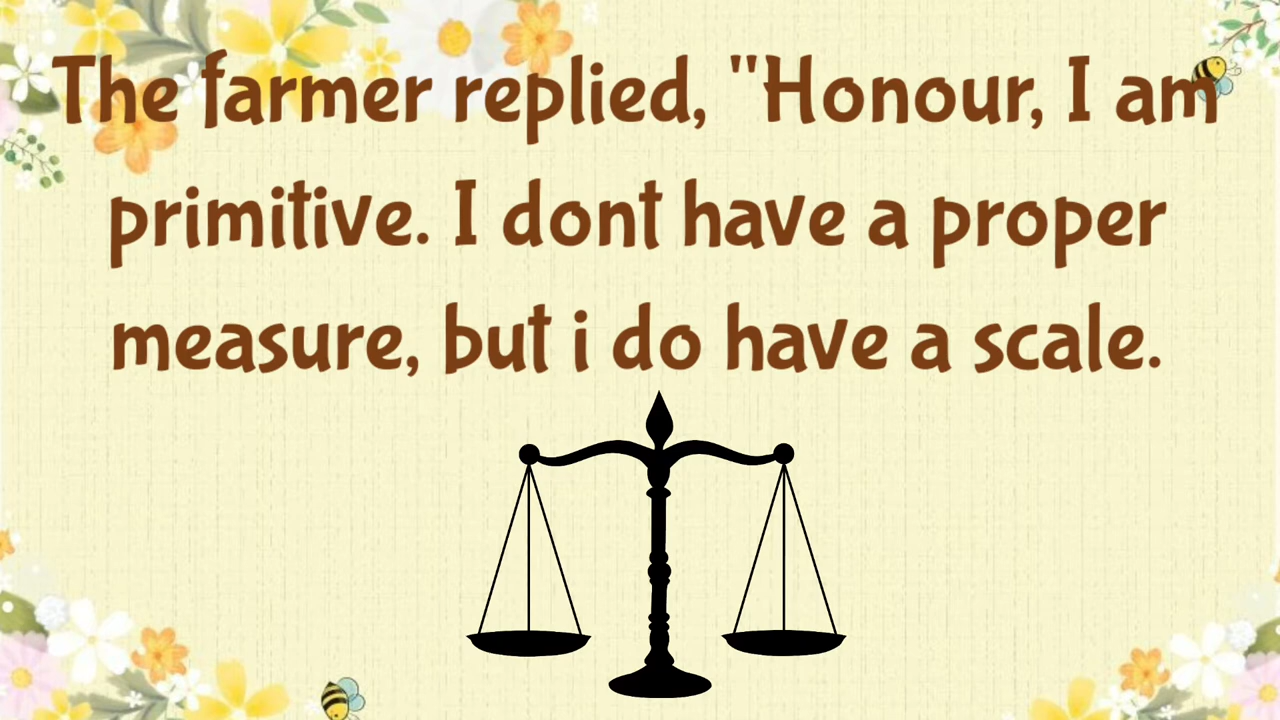 The farmer replied, "Honour, I am
primitive. I dont have a proper
measure, but i do have a scale.